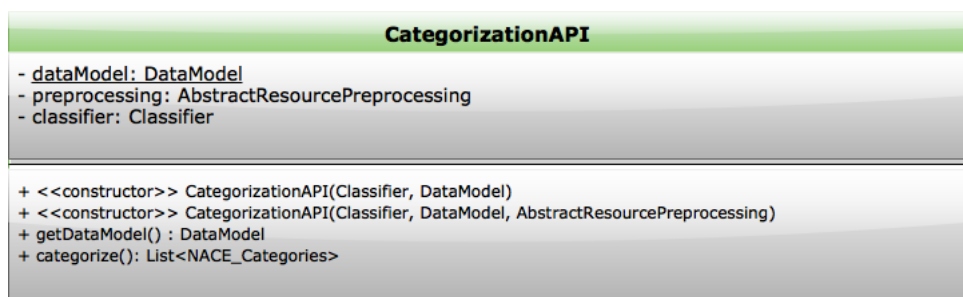 CategorizationAPI
- dataModel: DataModel
- preprocessing: AbstractResourcePreprocessing
- classifier: Classifier
+ <<constructor>> CategorizationAPI(Classifier, DataModel)
+ <<constructor>> CategorizationAPI(Classifier, DataModel, AbstractResourcePreprocessing)
+ getDataModel() : DataModel
+ categorize(): List<NACE_Categories>